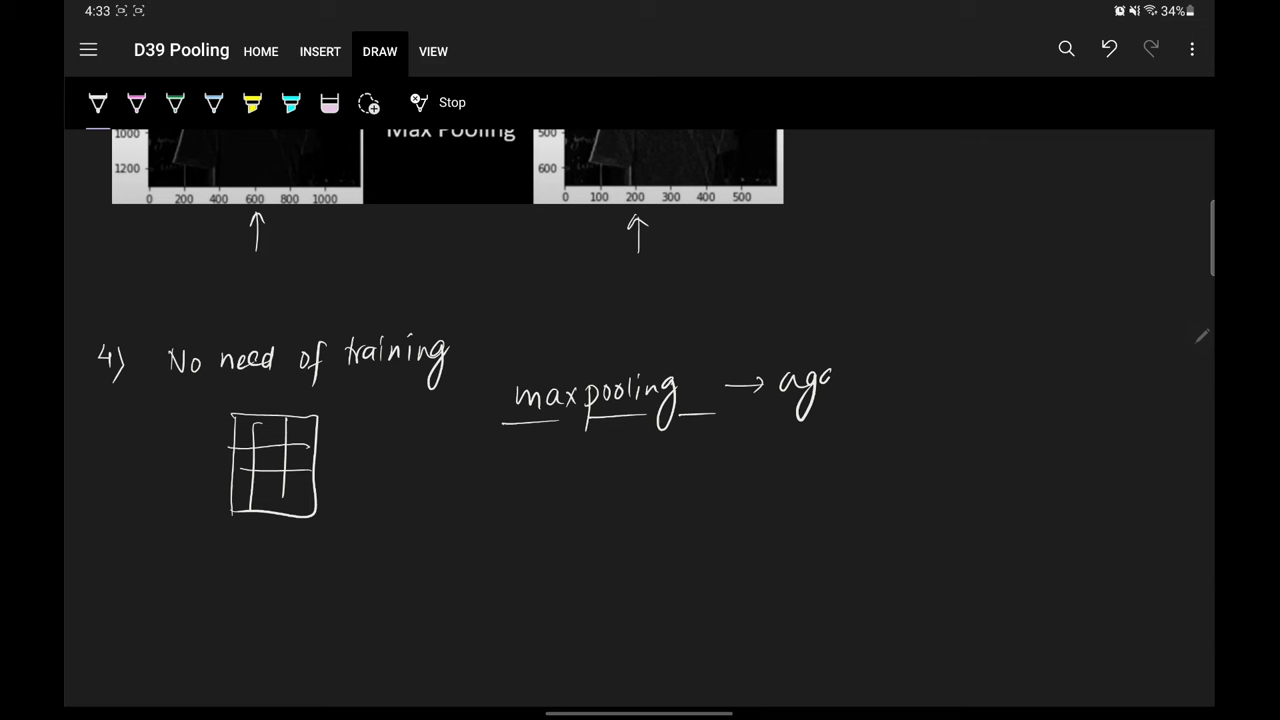 4:33 34%
D39 Pooling HOME INSERT DRAW VIEW
Stop
1000 Max Pooling 500
1200 600
0 200 400 600 800 1000 0 100 200 300 400 500
4) No need of training
maxpooling → agg